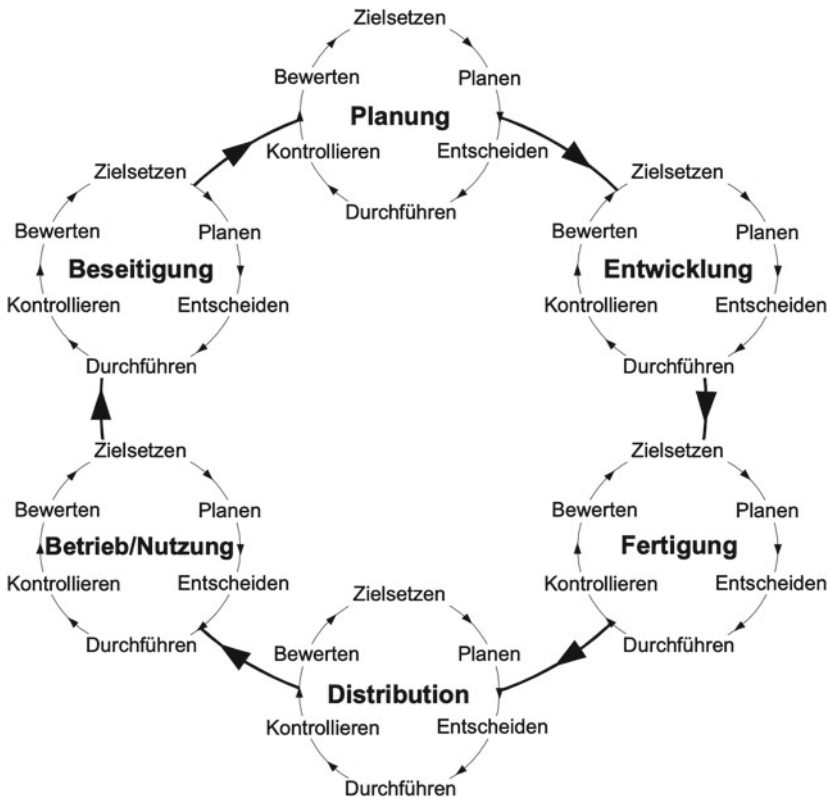 Zielsetzen
Bewerten
Planen
Planung
Kontrollieren
Entscheiden
Durchführen
Zielsetzen
Bewerten
Planen
Entwicklung
Kontrollieren
Entscheiden
Durchführen
Zielsetzen
Bewerten
Planen
Fertigung
Kontrollieren
Entscheiden
Durchführen
Zielsetzen
Bewerten
Planen
Distribution
Kontrollieren
Entscheiden
Durchführen
Zielsetzen
Bewerten
Planen
Betrieb/Nutzung
Kontrollieren
Entscheiden
Durchführen
Zielsetzen
Bewerten
Planen
Beseitigung
Kontrollieren
Entscheiden
Durchführen